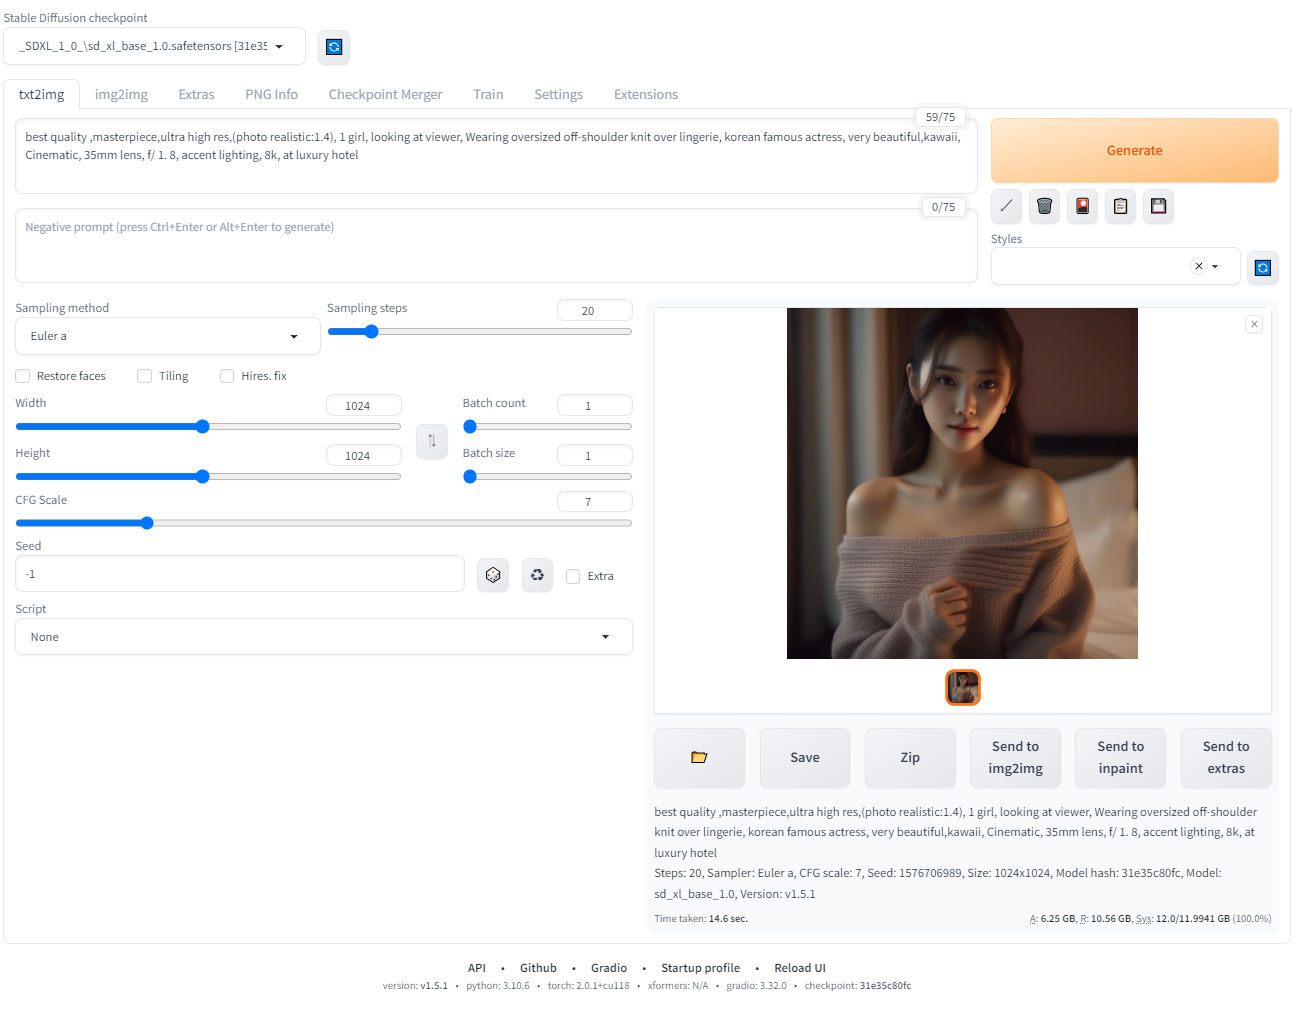 Stable Diffusion checkpoint
_SDXL_1_0_\sd_xl_base_1.0.safetensors [31e35
txt2img img2img Extras PNG Info Checkpoint Merger Train Settings Extensions
59/75
best quality ,masterpiece,ultra high res,(photo realistic:1.4), 1 girl, looking at viewer, Wearing oversized off-shoulder knit over lingerie, korean famous actress, very beautiful,kawaii,
Cinematic, 35mm lens, f/ 1. 8, accent lighting, 8k, at luxury hotel
Generate
0/75
Negative prompt (press Ctrl+Enter or Alt+Enter to generate)
Styles
Sampling method
Euler a
Sampling steps
20
Restore faces Tiling Hires. fix
Width
1024
Batch count
1
Height
1024
Batch size
1
CFG Scale
7
Seed
-1
Extra
Script
None
Save
Zip
Send to
img2img
Send to
inpaint
Send to
extras
best quality ,masterpiece,ultra high res,(photo realistic:1.4), 1 girl, looking at viewer, Wearing oversized off-shoulder
knit over lingerie, korean famous actress, very beautiful,kawaii, Cinematic, 35mm lens, f/ 1. 8, accent lighting, 8k, at
luxury hotel
Steps: 20, Sampler: Euler a, CFG scale: 7, Seed: 1576706989, Size: 1024x1024, Model hash: 31e35c80fc, Model:
sd_xl_base_1.0, Version: v1.5.1
Time taken: 14.6 sec.
A: 6.25 GB, R: 10.56 GB, Sys: 12.0/11.9941 GB (100.0%)
API • Github • Gradio • Startup profile • Reload UI
version: v1.5.1 • python: 3.10.6 • torch: 2.0.1+cu118 • xformers: N/A • gradio: 3.32.0 • checkpoint: 31e35c80fc